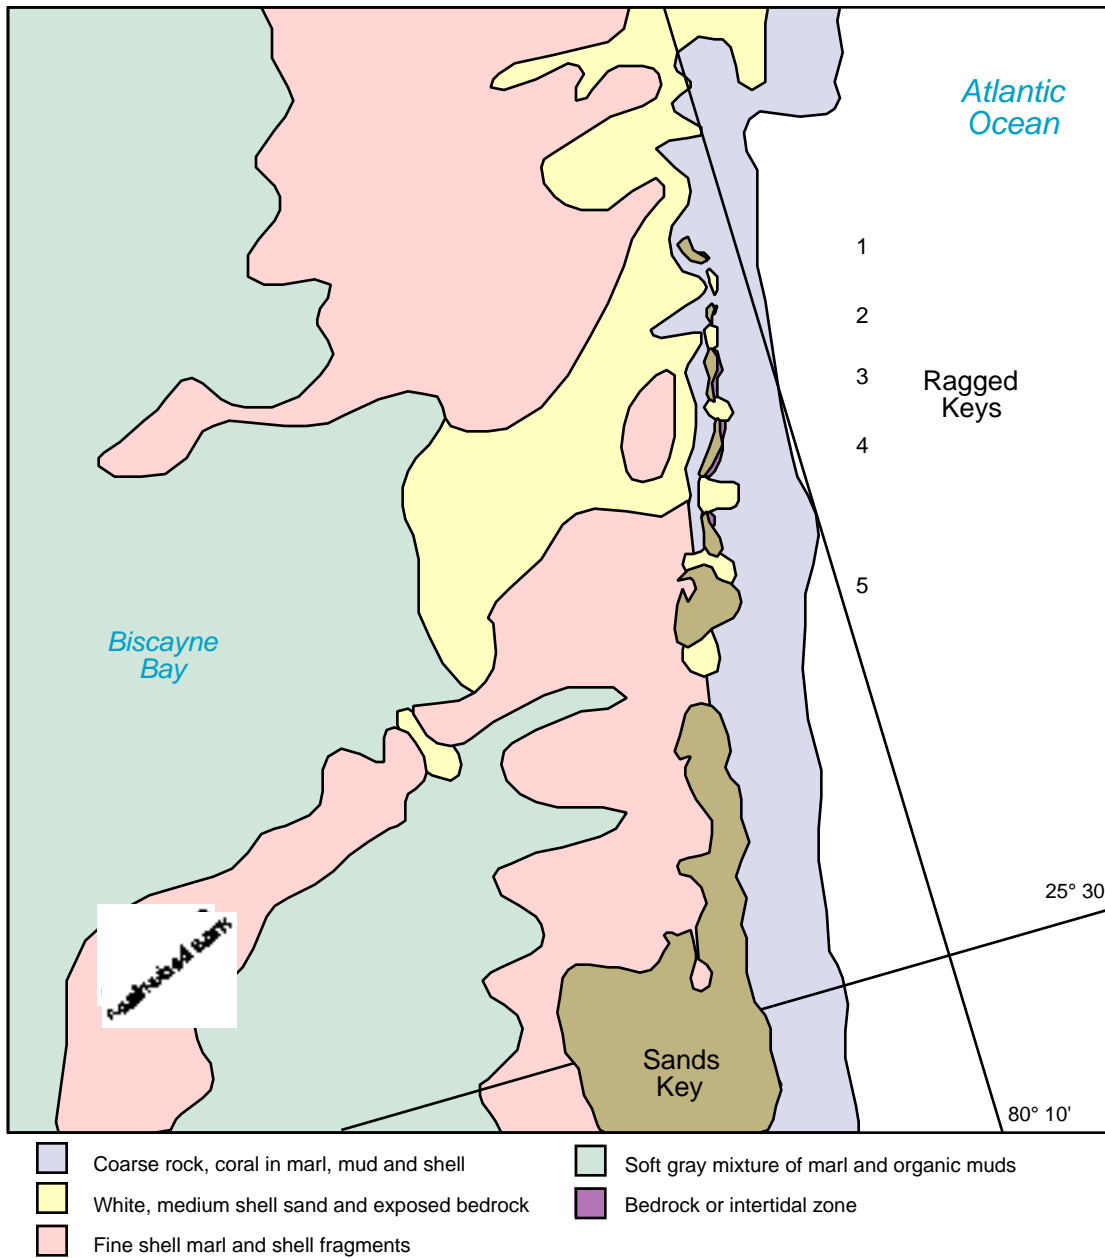 Atlantic
Ocean
1
2
3
Ragged
Keys
4
5
Biscayne
Bay
25° 30
Sands
Key
80° 10'
Coarse rock, coral in marl, mud and shell
Soft gray mixture of marl and organic muds
White, medium shell sand and exposed bedrock
Bedrock or intertidal zone
Fine shell marl and shell fragments